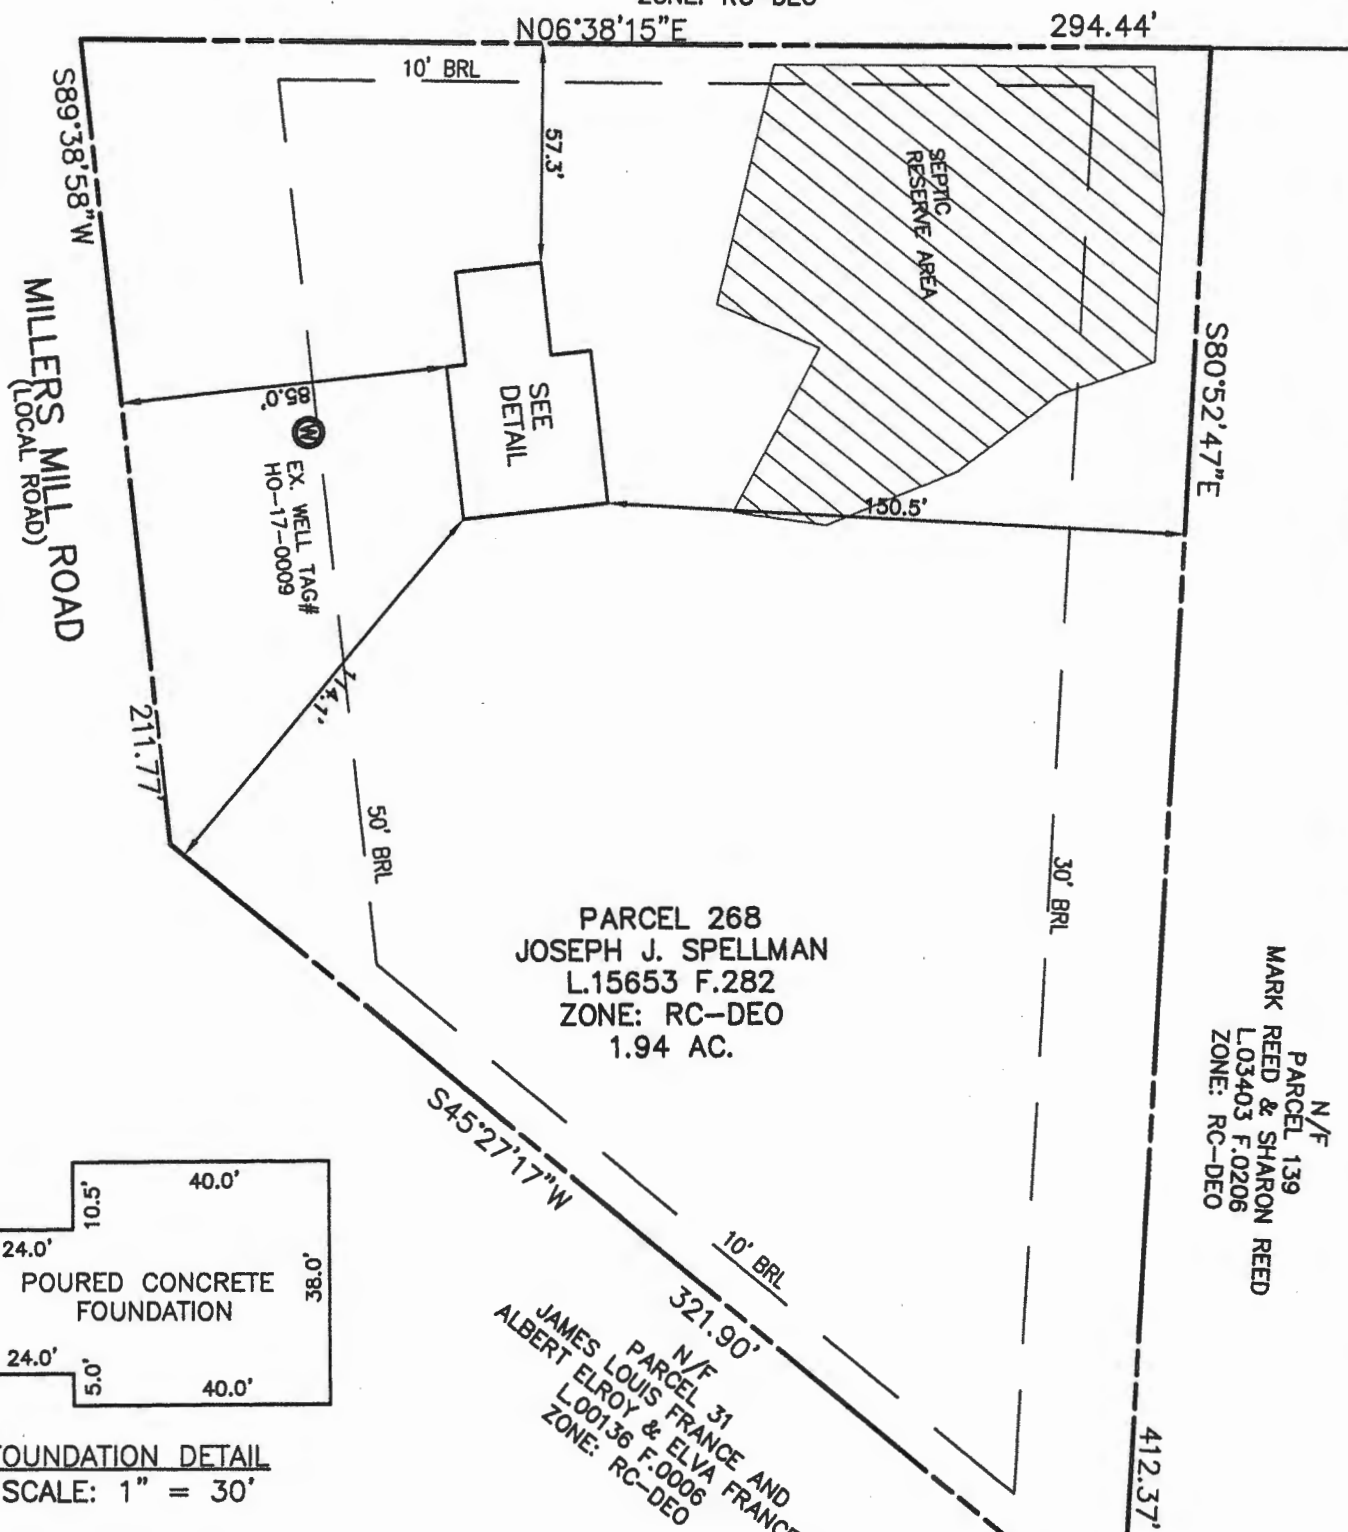 N06°38'15"E
294.44'
10' BRL
S89°38'58"W
57.3'
SEPTIC
RESERVE AREA
S80°52'47"E
MILLERS MILL ROAD
(LOCAL ROAD)
85.0'
W
EX. WELL TAG#
HO-17-0009
SEE
DETAIL
150.5'
114.1'
211.77'
50' BRL
30' BRL
PARCEL 268
JOSEPH J. SPELLMAN
L.15653 F.282
ZONE: RC-DEO
1.94 AC.
N/F
PARCEL 139
MARK REED & SHARON REED
L.03403 F.0206
ZONE: RC-DEO
S45°27'17"W
10' BRL
321.90'
N/F
PARCEL 31
JAMES LOUIS FRANCE AND
ALBERT ELROY & ELVA FRANCE
L.00136 F.0006
ZONE: RC-DEO
412.37'
40.0'
10.5'
24.0'
38.0'
POURED CONCRETE
FOUNDATION
24.0'
5.0'
40.0'
OUNDATION DETAIL
SCALE: 1" = 30'